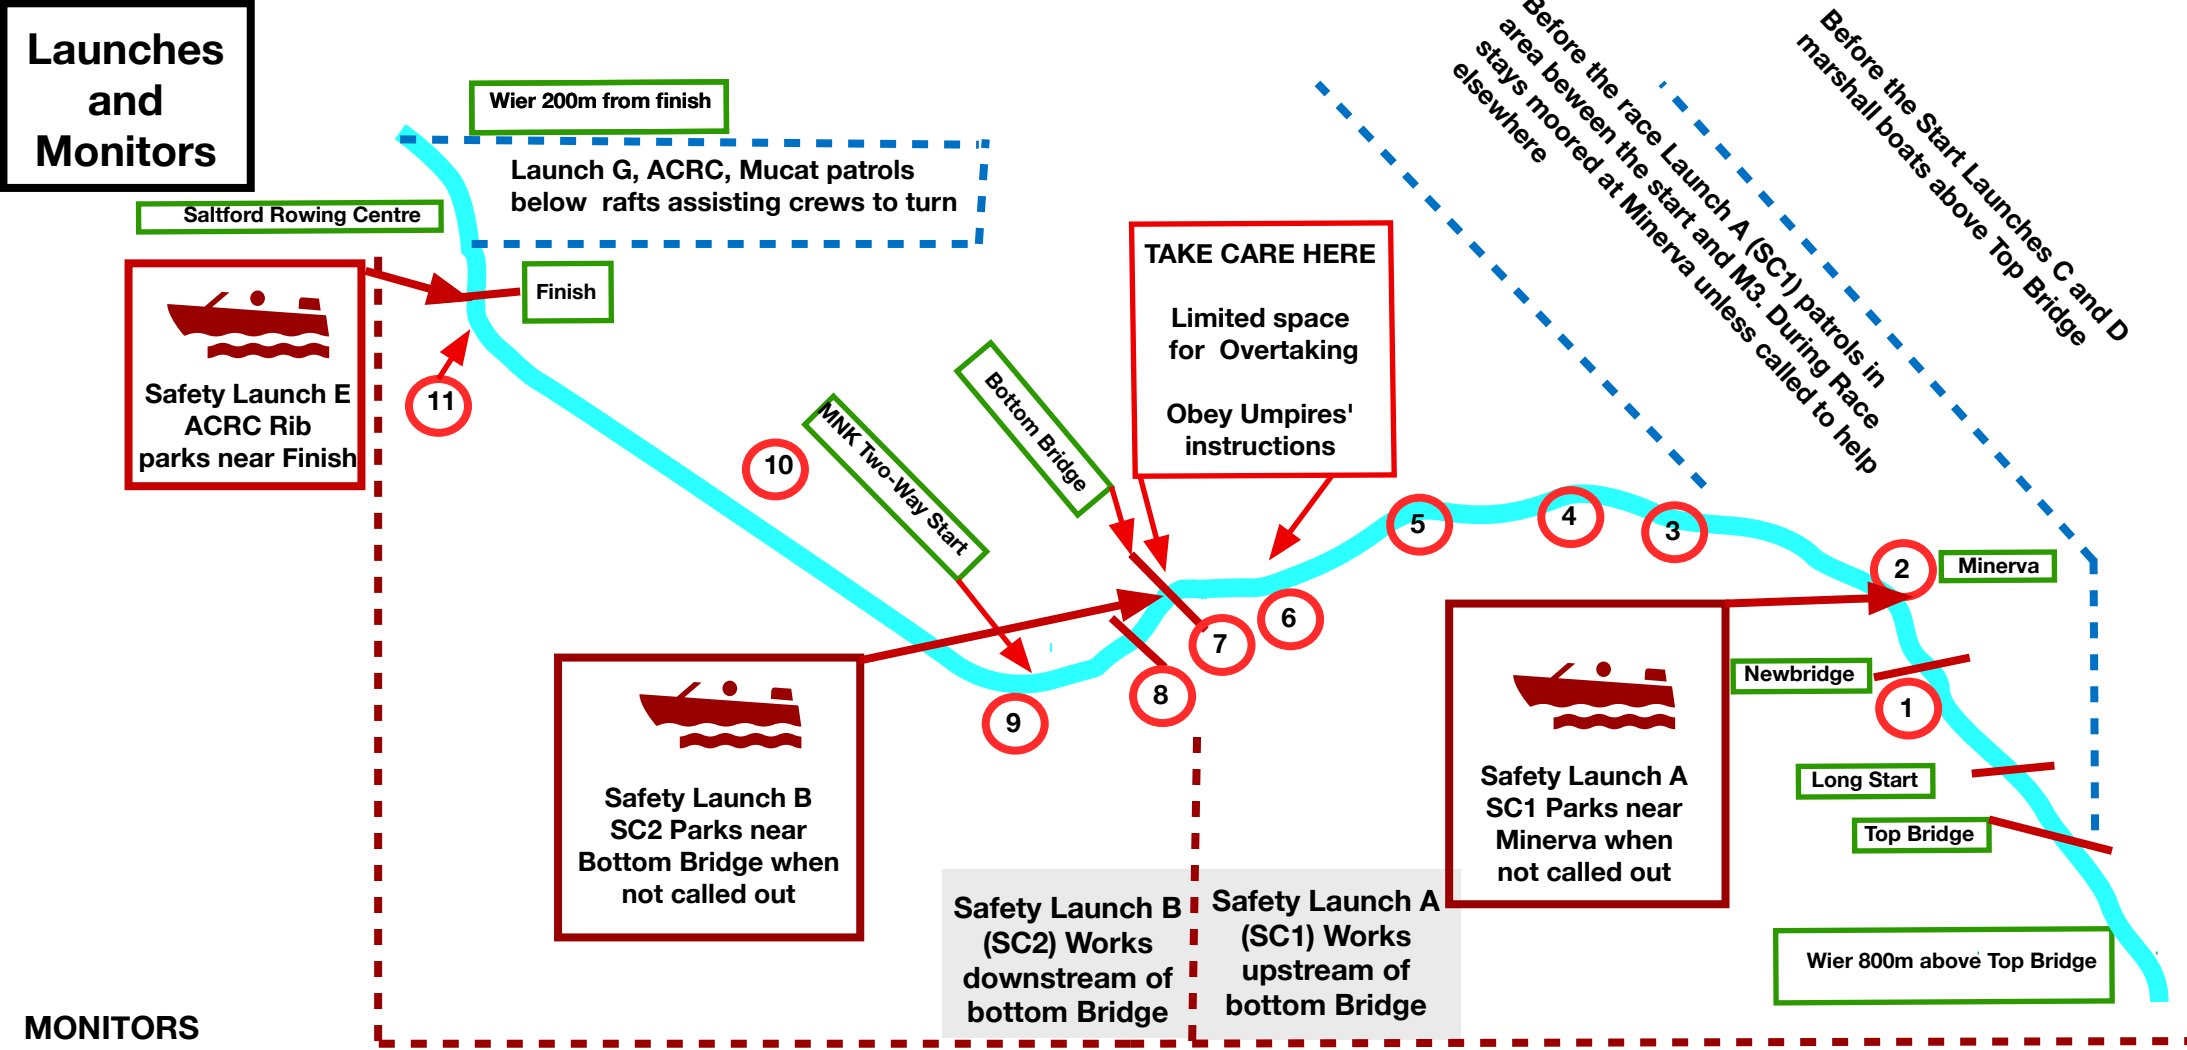 Launches
and
Monitors
Wier 200m from finish
Launch G, ACRC, Mucat patrols
below rafts assisting crews to turn
Saltford Rowing Centre
Finish
Safety Launch E
ACRC Rib
parks near Finish
11
10
MNK Two-Way Start
Bottom Bridge
TAKE CARE HERE
Limited space
for Overtaking
Obey Umpires'
instructions
Before the race Launch A (SC1) patrols in
area beween the start and M3. During Race
stays moored at Minerva unless called to help
elsewhere
Before the Start Launches C and D
marshall boats above Top Bridge
5
4
3
2
Minerva
6
7
8
9
Newbridge
1
Long Start
Top Bridge
Safety Launch B
SC2 Parks near
Bottom Bridge when
not called out
Safety Launch A
SC1 Parks near
Minerva when
not called out
Safety Launch B
(SC2) Works
downstream of
bottom Bridge
Safety Launch A
(SC1) Works
upstream of
bottom Bridge
Wier 800m above Top Bridge
MONITORS